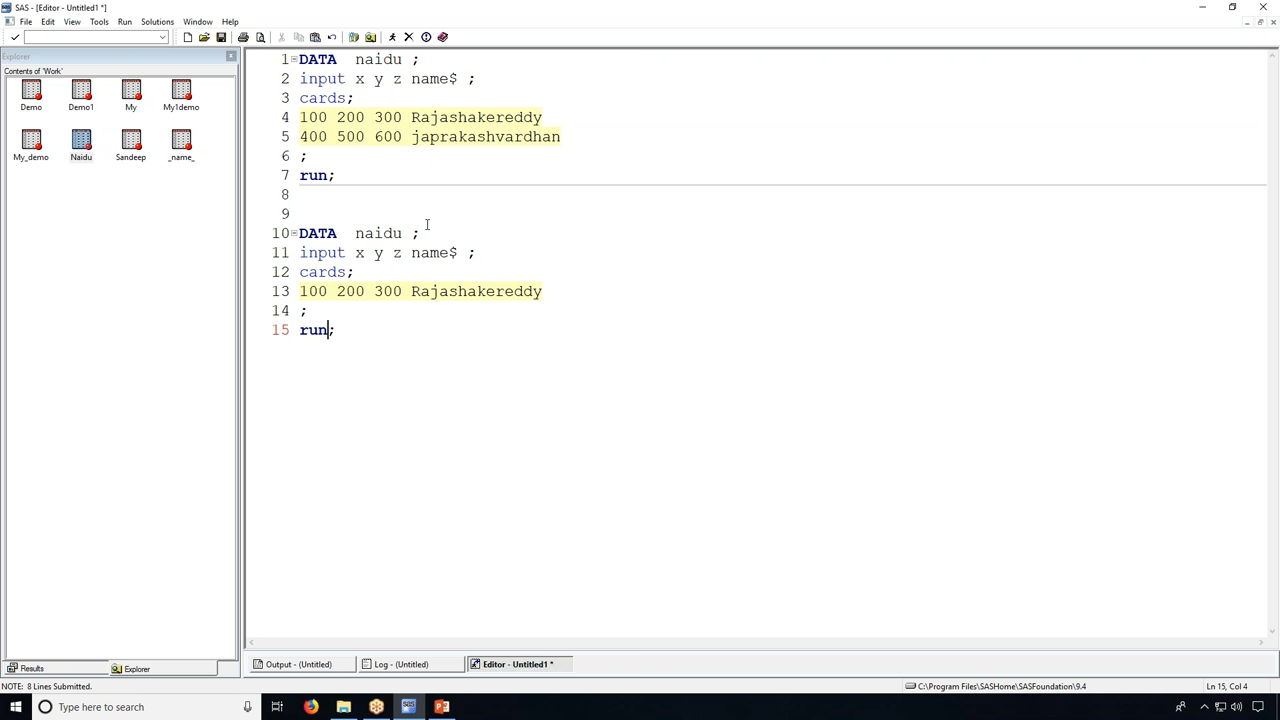 SAS - [Editor - Untitled1 *]
File Edit View Tools Run Solutions Window Help
Explorer
Contents of 'Work'
Demo Demo1 My My1demo
My_demo Naidu Sandeep _name_
1 DATA naidu ;
2 input x y z name$ ;
3 cards;
4 100 200 300 Rajashakereddy
5 400 500 600 japrakashvardhan
6 ;
7 run;
8
9
10 DATA naidu ;
11 input x y z name$ ;
12 cards;
13 100 200 300 Rajashakereddy
14 ;
15 run;
Results Explorer
Output - (Untitled) Log - (Untitled) Editor - Untitled1 *
NOTE: 8 Lines Submitted. C:\Program Files\SASHome\SASFoundation\9.4 Ln 15, Col 4
Type here to search 1:30 PM